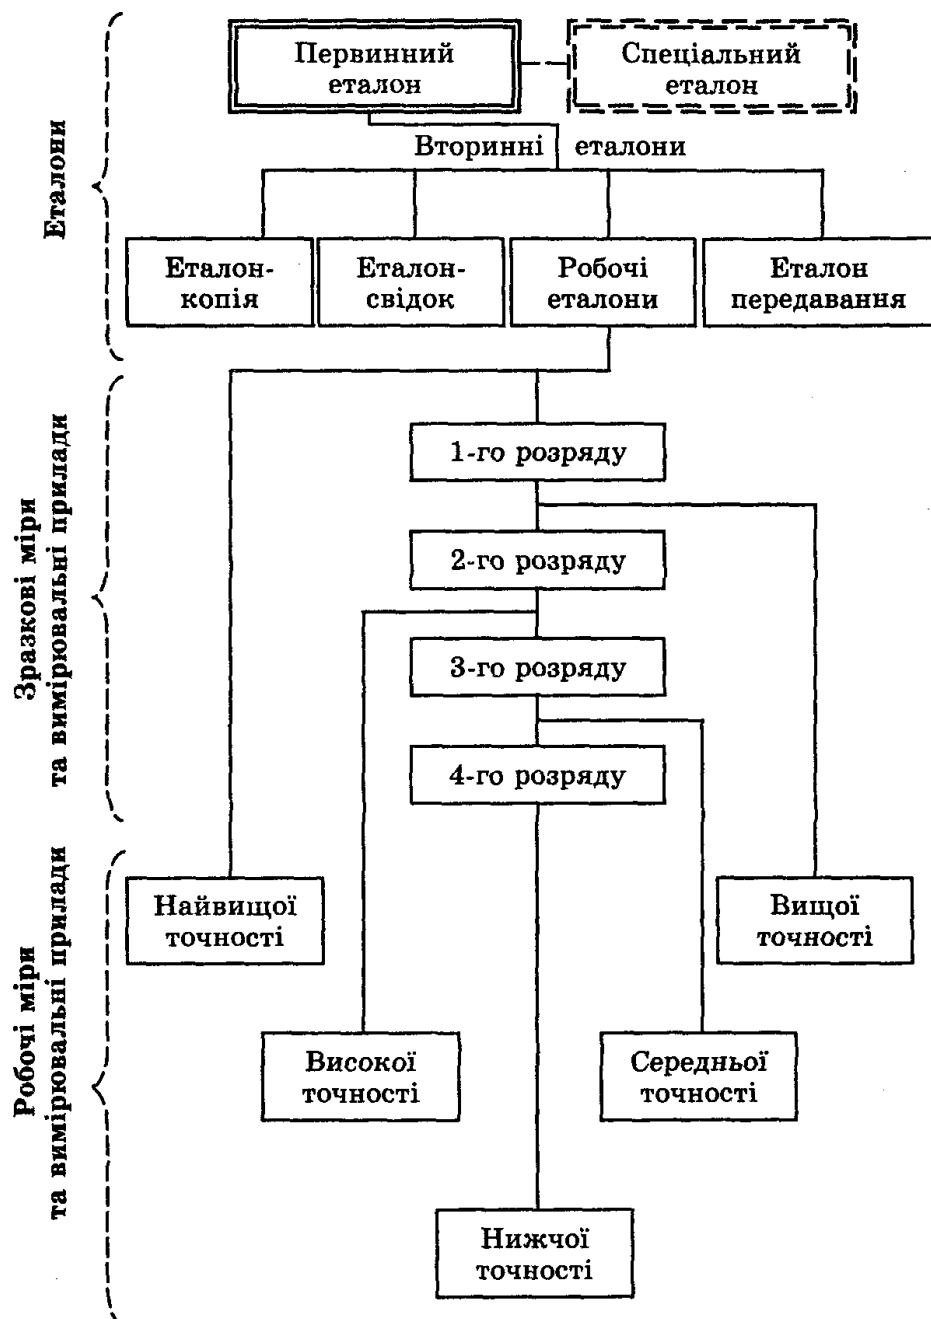 Еталони
Первинний
еталон
Спеціальний
еталон
Вторинні еталони
Еталон-
копія
Еталон-
свідок
Робочі
еталони
Еталон
передавання
Зразкові міри
та вимірювальні прилади
1-го розряду
2-го розряду
3-го розряду
4-го розряду
Робочі міри
та вимірювальні прилади
Найвищої
точності
Вищої
точності
Високої
точності
Середньої
точності
Нижчої
точності